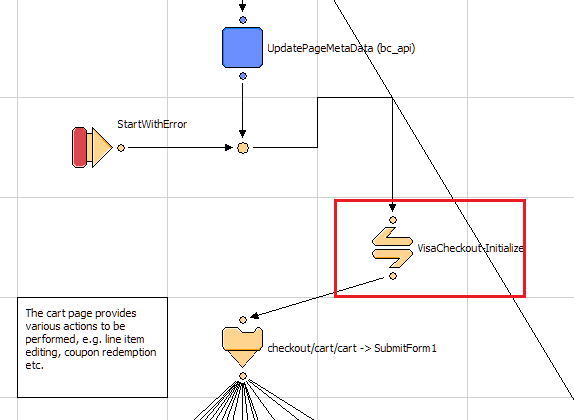 UpdatePageMetaData (bc_api)
StartWithError
VisaCheckout-Initialize
The cart page provides
various actions to be
performed, e.g. line item
editing, coupon redemption
etc.
checkout/cart/cart -> SubmitForm1